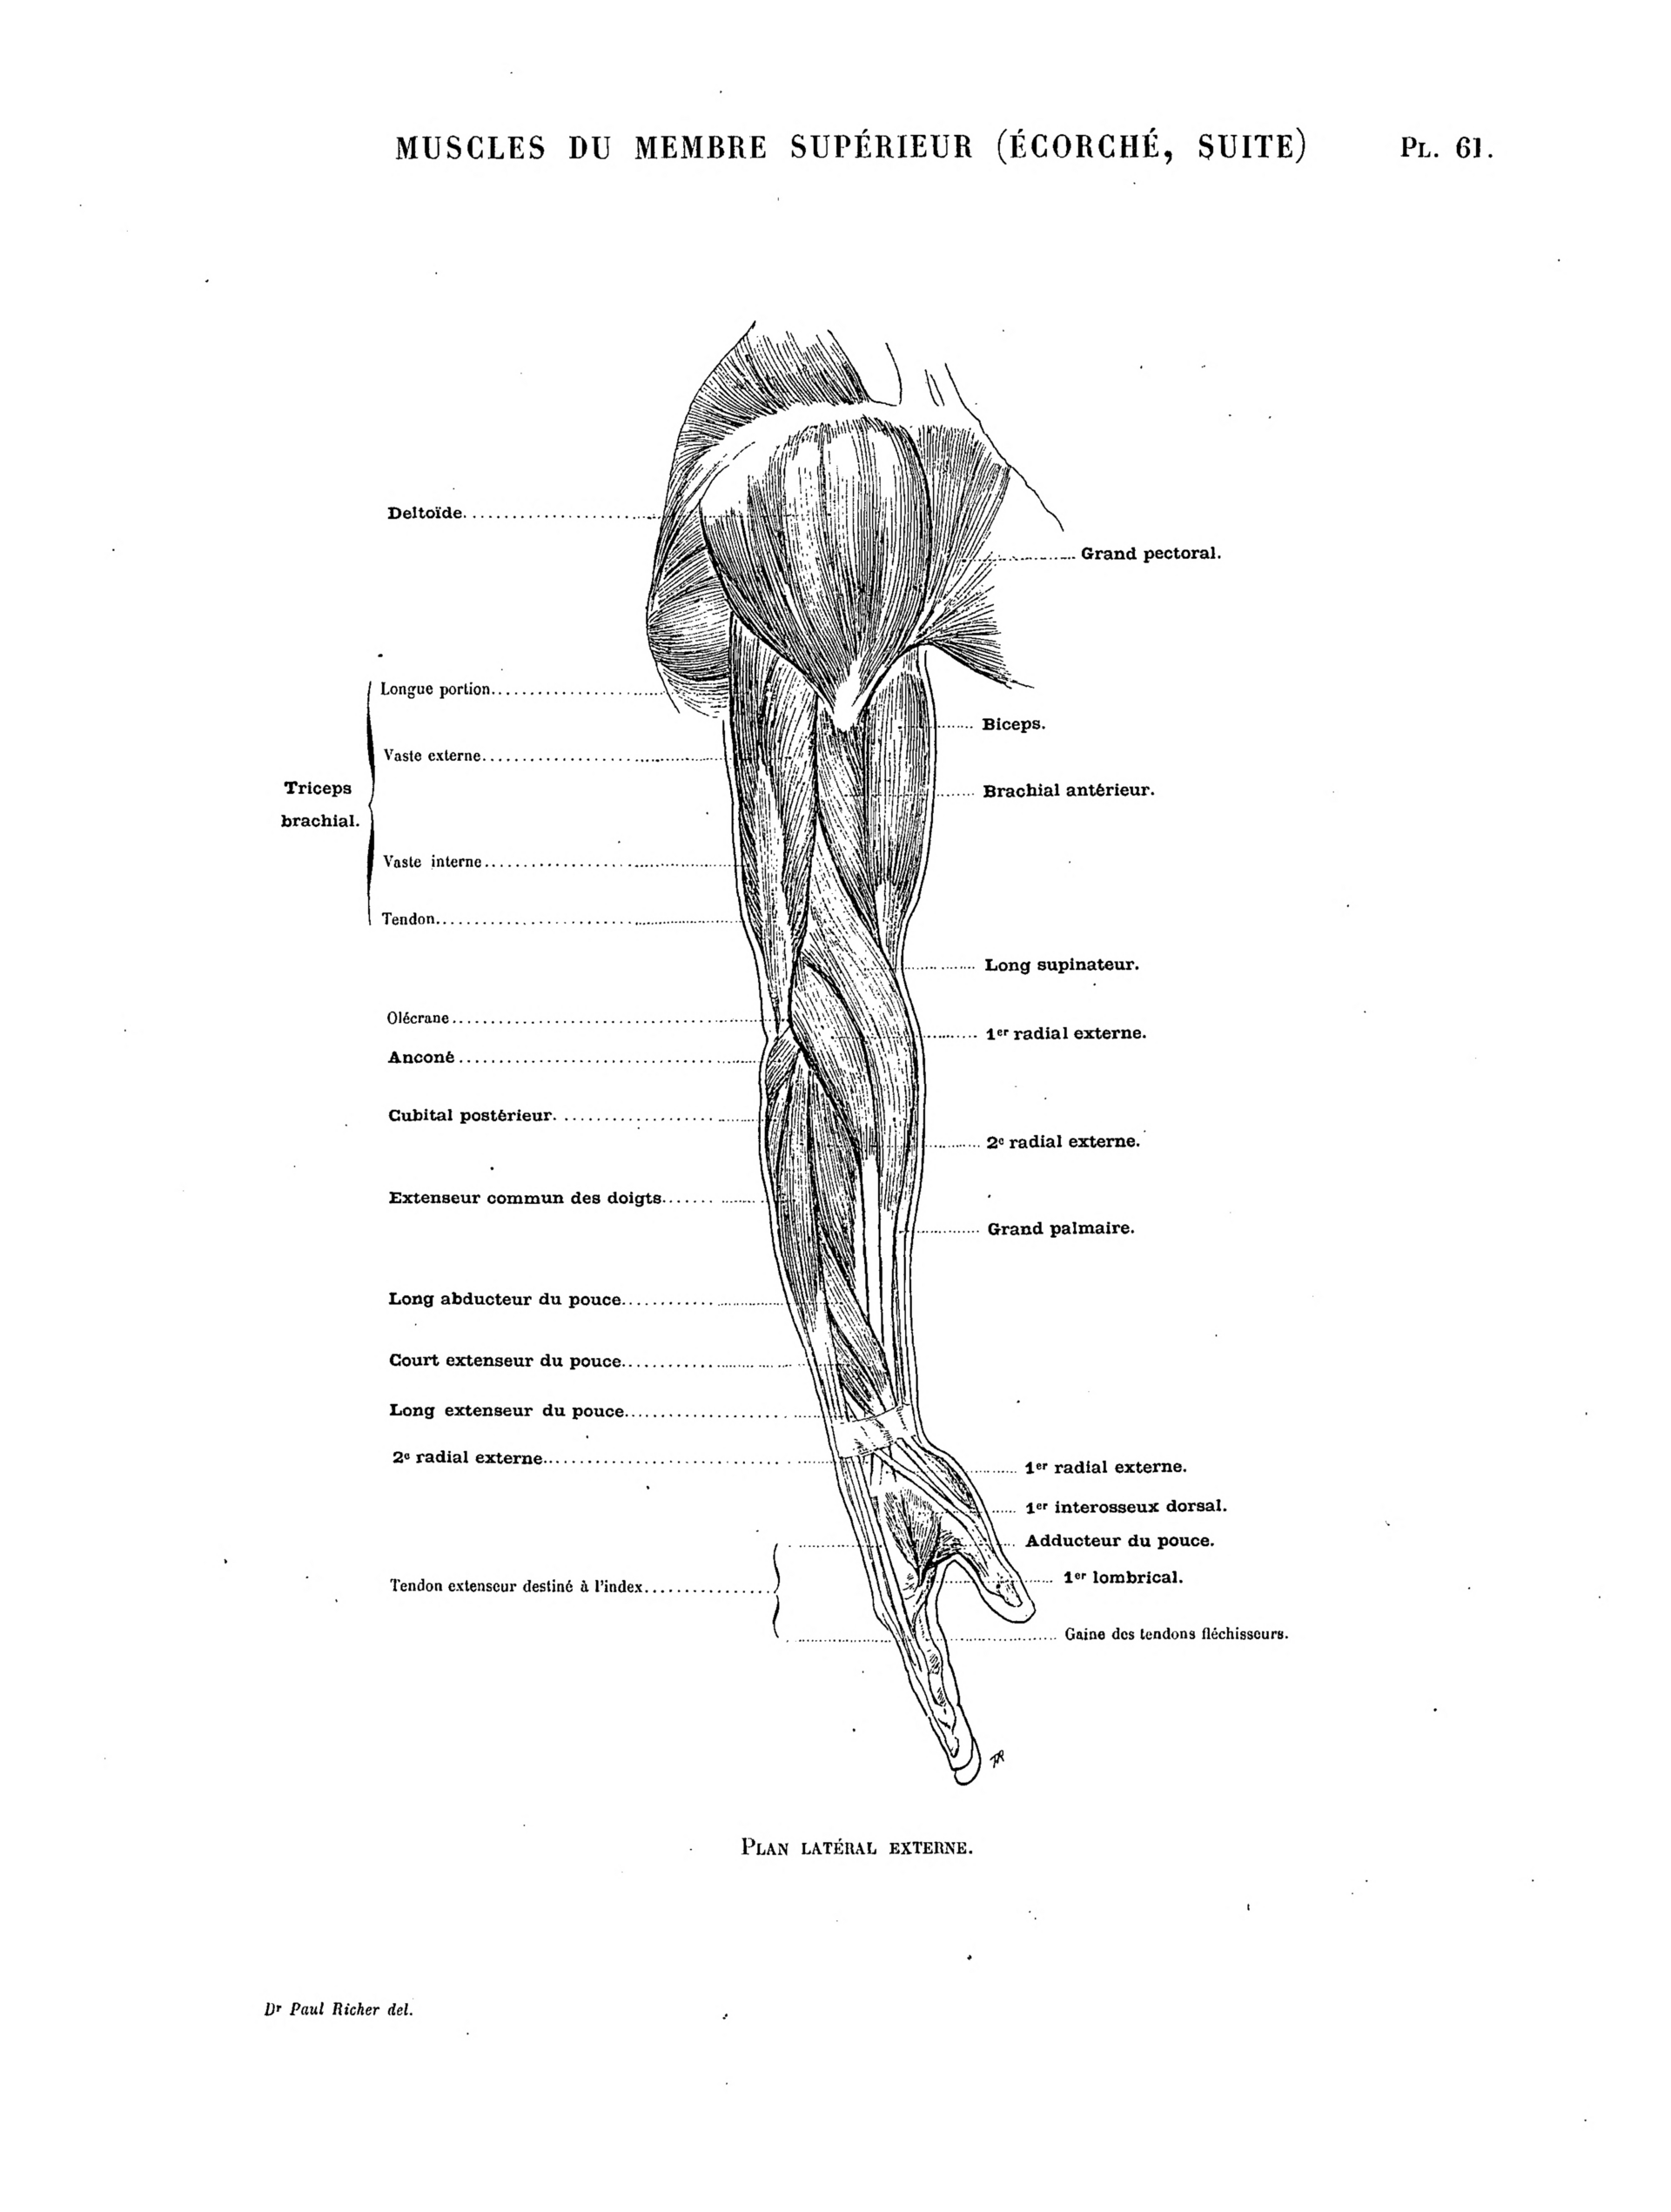 MUSCLES DU MEMBRE SUPÉRIEUR (ÉCORCHÉ, SUITE) PL. 61.
Deltoïde
Longue portion
Vaste externe
Triceps
brachial.
Vaste interne
Tendon
Olécrane
Anconé
Cubital postérieur.
Extenseur commun des doigts
Long abducteur du pouce
Court extenseur du pouce
Long extenseur du pouce
2e radial externe
Tendon extenseur destiné à l'index
Grand pectoral.
Biceps.
Brachial antérieur.
Long supinateur.
1er radial externe.
2e radial externe.
Grand palmaire.
1er radial externe.
1er interosseux dorsal.
Adducteur du pouce.
1er lombrical.
Gaine des tendons fléchisseurs.
PLAN LATÉRAL EXTERNE.
Dr Paul Richer del.